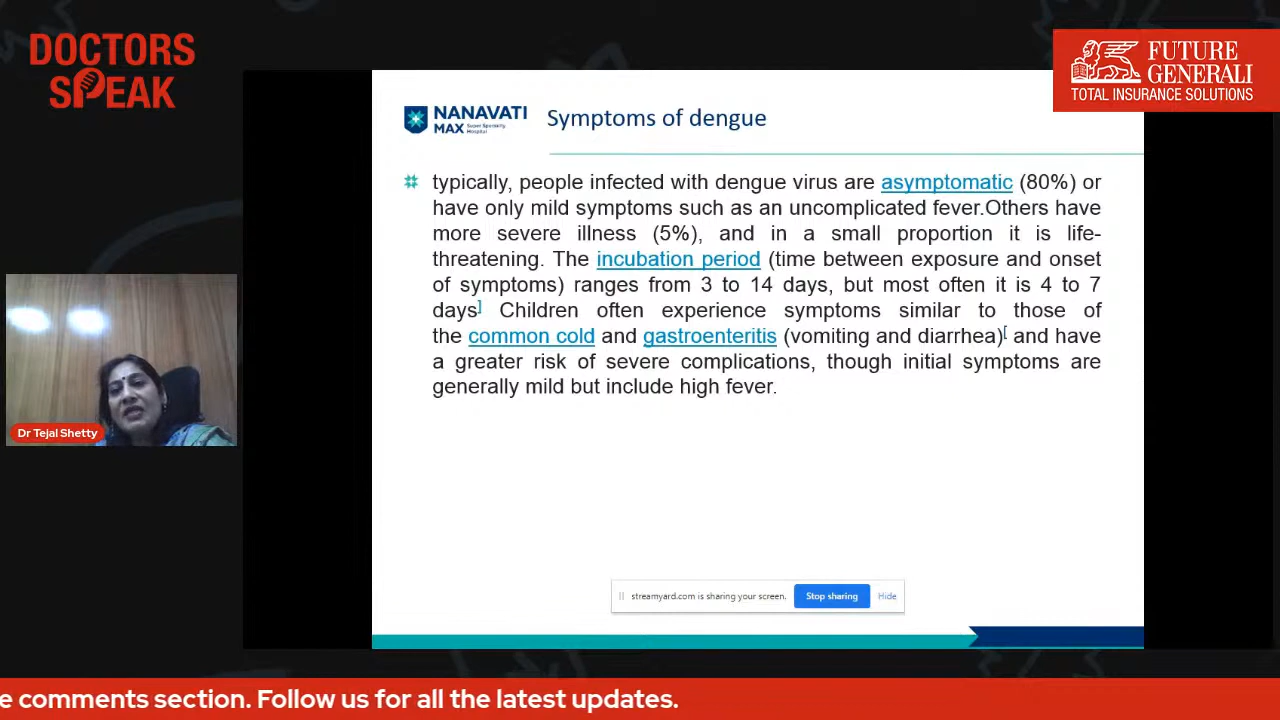 DOCTORS
SPEAK
FUTURE
GENERALI
TOTAL INSURANCE SOLUTIONS
NANAVATI
MAX Super Speciality
Hospital
Symptoms of dengue
typically, people infected with dengue virus are asymptomatic (80%) or
have only mild symptoms such as an uncomplicated fever.Others have
more severe illness (5%), and in a small proportion it is life-
threatening. The incubation period (time between exposure and onset
of symptoms) ranges from 3 to 14 days, but most often it is 4 to 7
days] Children often experience symptoms similar to those of
the common cold and gastroenteritis (vomiting and diarrhea)[ and have
a greater risk of severe complications, though initial symptoms are
generally mild but include high fever.
Dr Tejal Shetty
streamyard.com is sharing your screen. Stop sharing Hide
e comments section. Follow us for all the latest updates.